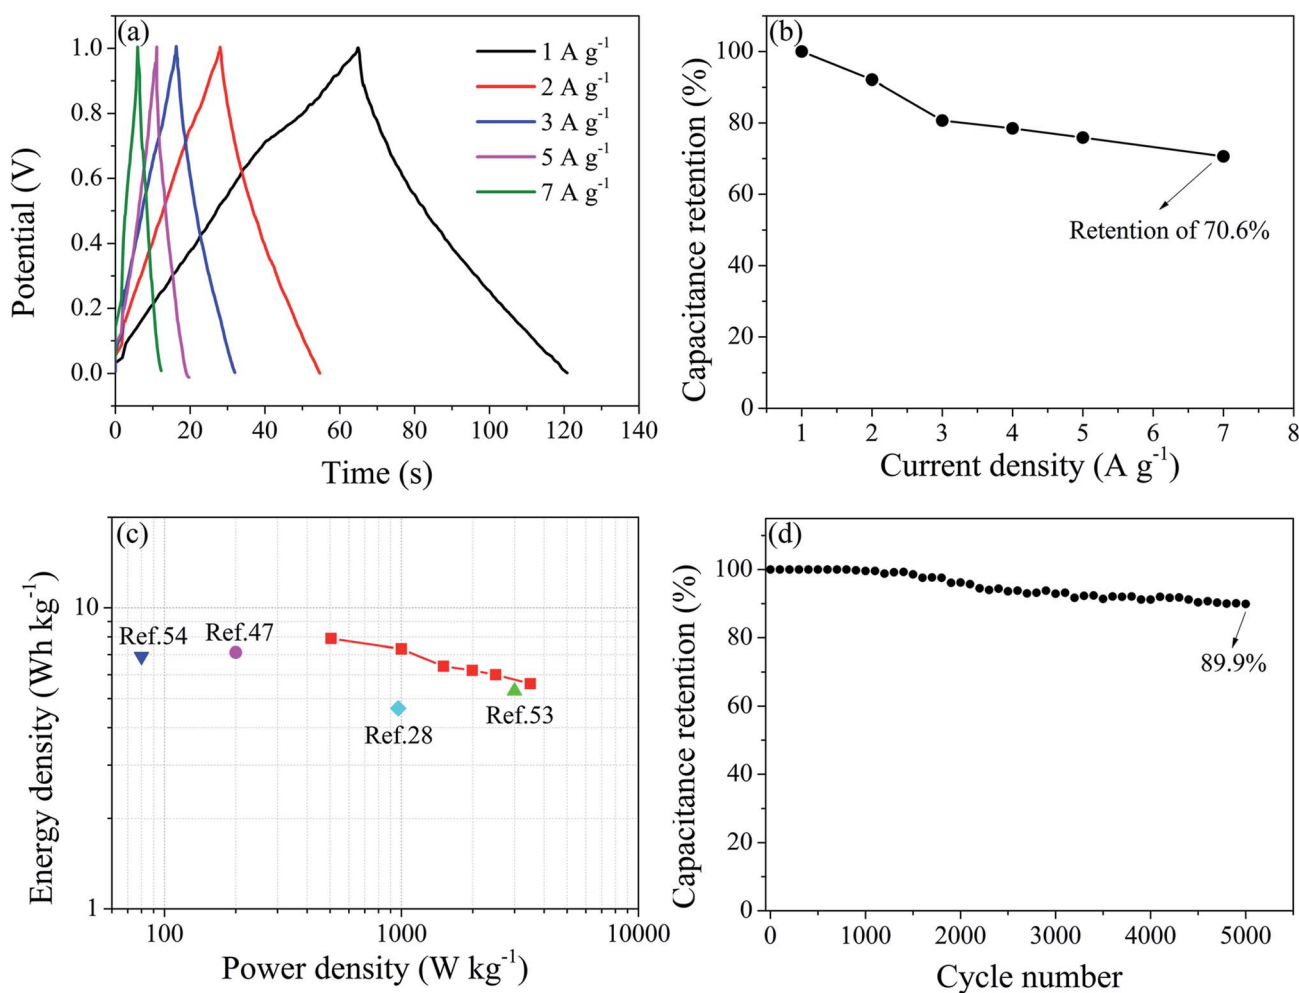 (a)
1 A g⁻¹
2 A g⁻¹
3 A g⁻¹
5 A g⁻¹
7 A g⁻¹
1.0
0.8
0.6
0.4
0.2
0.0
Potential (V)
0 20 40 60 80 100 120 140
Time (s)
(b)
100
80
60
40
20
0
Capacitance retention (%)
Retention of 70.6%
1 2 3 4 5 6 7 8
Current density (A g⁻¹)
(c)
10
1
Energy density (Wh kg⁻¹)
Ref.54
Ref.47
Ref.28
Ref.53
100 1000 10000
Power density (W kg⁻¹)
(d)
100
80
60
40
20
0
Capacitance retention (%)
89.9%
0 1000 2000 3000 4000 5000
Cycle number